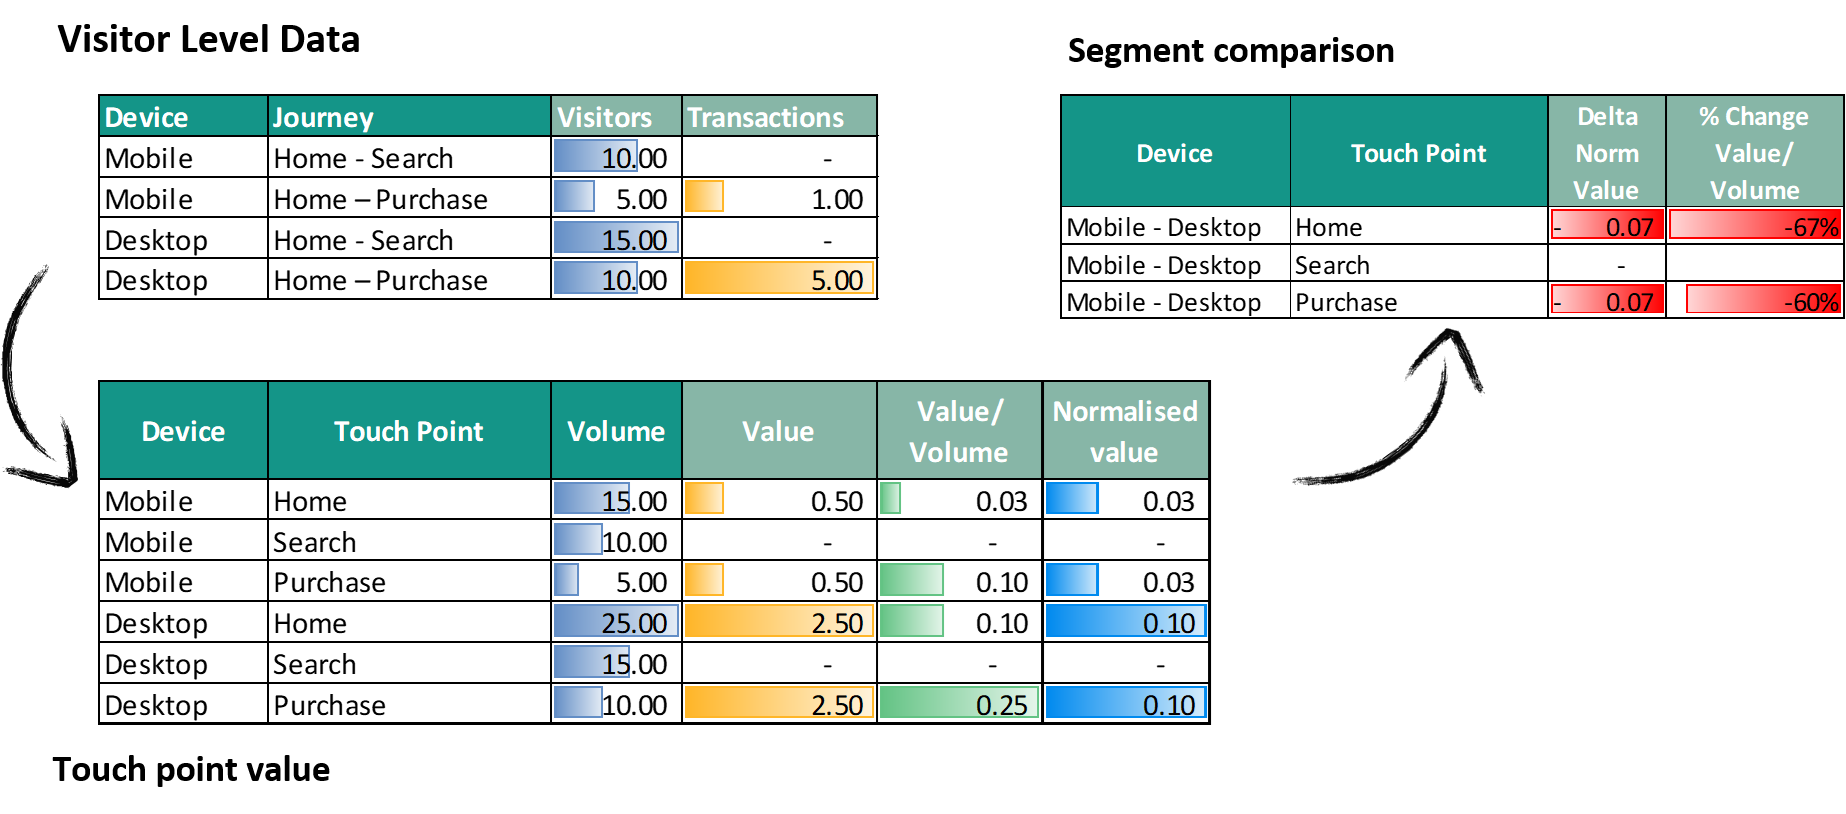 Visitor Level Data
Device Journey Visitors Transactions
Mobile Home - Search 10.00 -
Mobile Home – Purchase 5.00 1.00
Desktop Home - Search 15.00 -
Desktop Home – Purchase 10.00 5.00
Segment comparison
Device Touch Point Delta Norm Value % Change Value/ Volume
Mobile - Desktop Home - 0.07 -67%
Mobile - Desktop Search -
Mobile - Desktop Purchase - 0.07 -60%
Device Touch Point Volume Value Value/ Volume Normalised value
Mobile Home 15.00 0.50 0.03 0.03
Mobile Search 10.00 - - -
Mobile Purchase 5.00 0.50 0.10 0.03
Desktop Home 25.00 2.50 0.10 0.10
Desktop Search 15.00 - - -
Desktop Purchase 10.00 2.50 0.25 0.10
Touch point value